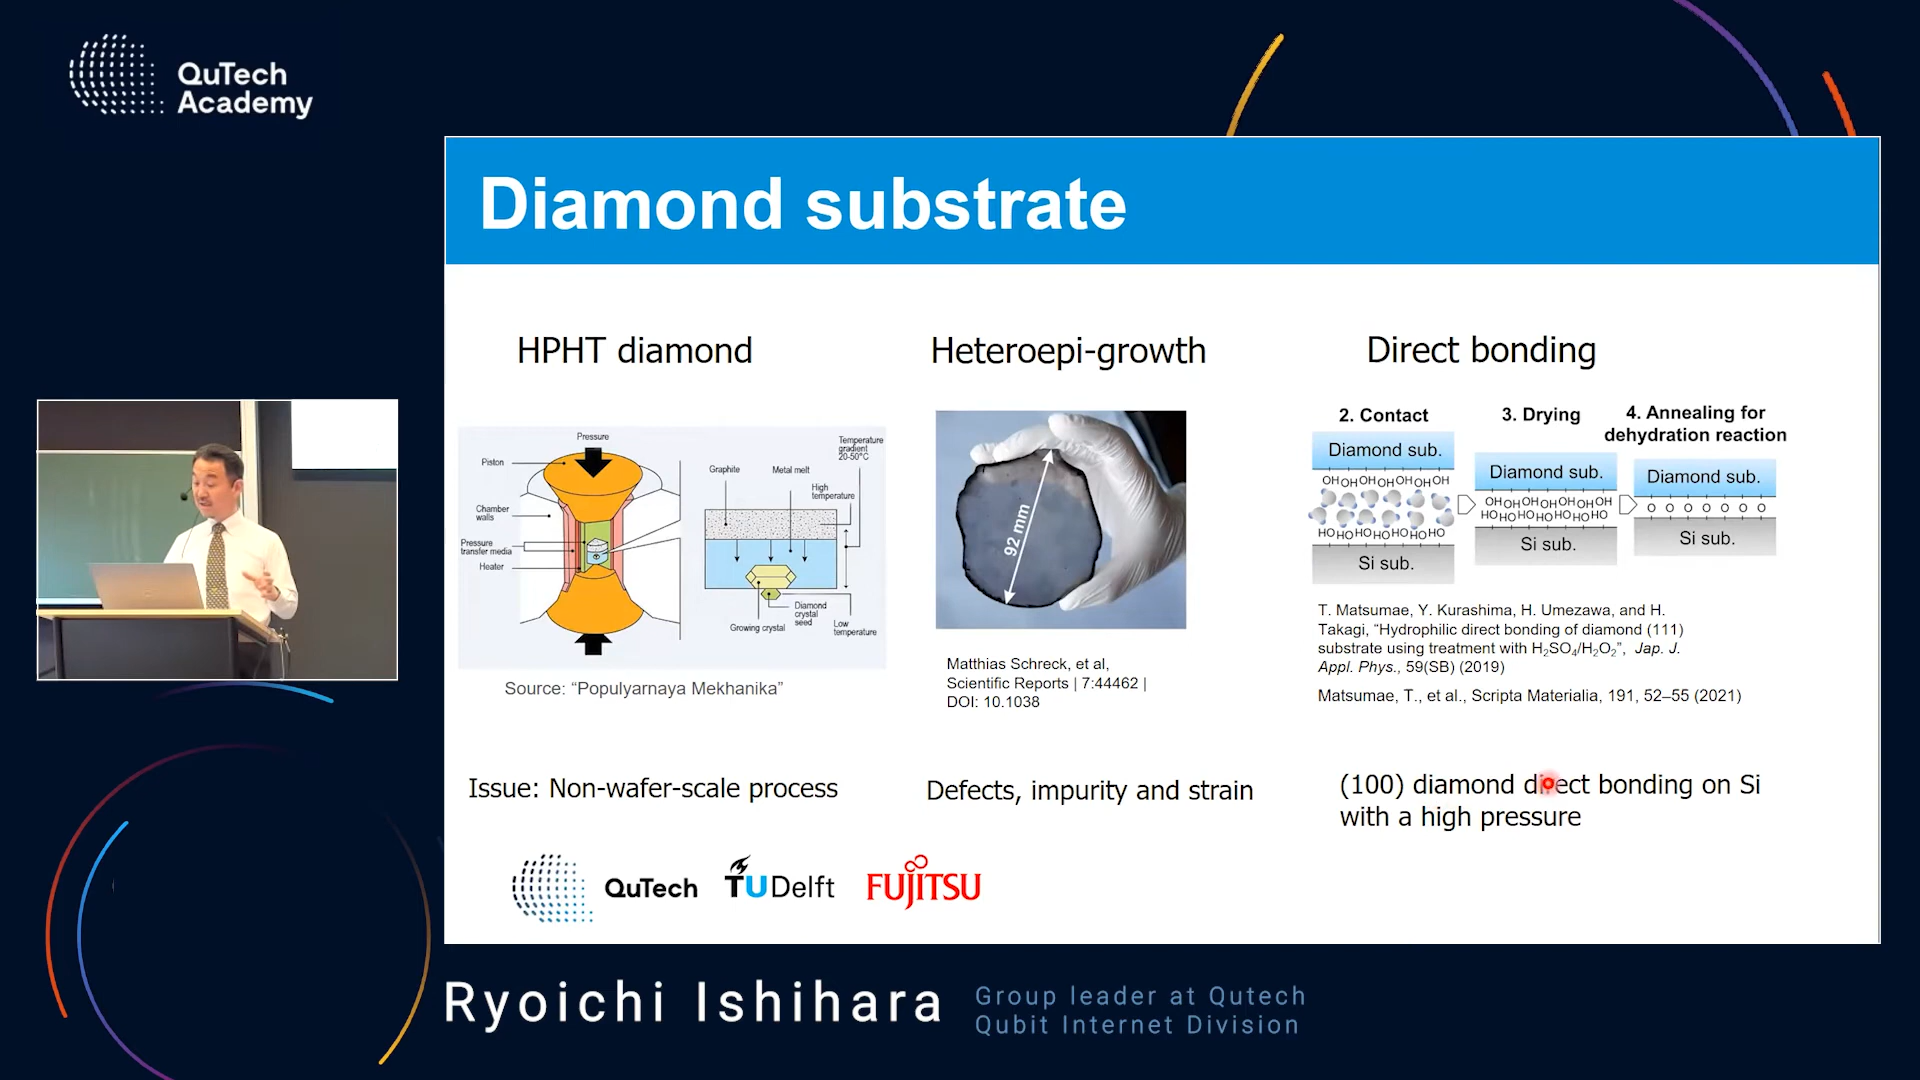 QuTech
Academy
Diamond substrate
HPHT diamond
Pressure
Piston
Chamber
walls
Pressure
transfer media
Heater
Graphite
Metal melt
Temperature
gradient
20-50°C
High
temperature
Diamond
crystal
seed
Growing crystal
Low
temperature
Source: “Populyarnaya Mekhanika”
Issue: Non-wafer-scale process
Heteroepi-growth
92 mm
Matthias Schreck, et al,
Scientific Reports | 7:44462 |
DOI: 10.1038
Defects, impurity and strain
Direct bonding
2. Contact
Diamond sub.
OHOHOHOHOHOHOH
HOHOHOHOHOHOHO
Si sub.
3. Drying
Diamond sub.
OHOHOHOHOHOHOH
HOHOHOHOHOHOHO
Si sub.
4. Annealing for
dehydration reaction
Diamond sub.
O O O O O O O
Si sub.
T. Matsumae, Y. Kurashima, H. Umezawa, and H.
Takagi, “Hydrophilic direct bonding of diamond (111)
substrate using treatment with H₂SO₄/H₂O₂”, Jap. J.
Appl. Phys., 59(SB) (2019)
Matsumae, T., et al., Scripta Materialia, 191, 52–55 (2021)
(100) diamond direct bonding on Si
with a high pressure
QuTech
TUDelft
FUJITSU
Ryoichi Ishihara
Group leader at Qutech
Qubit Internet Division